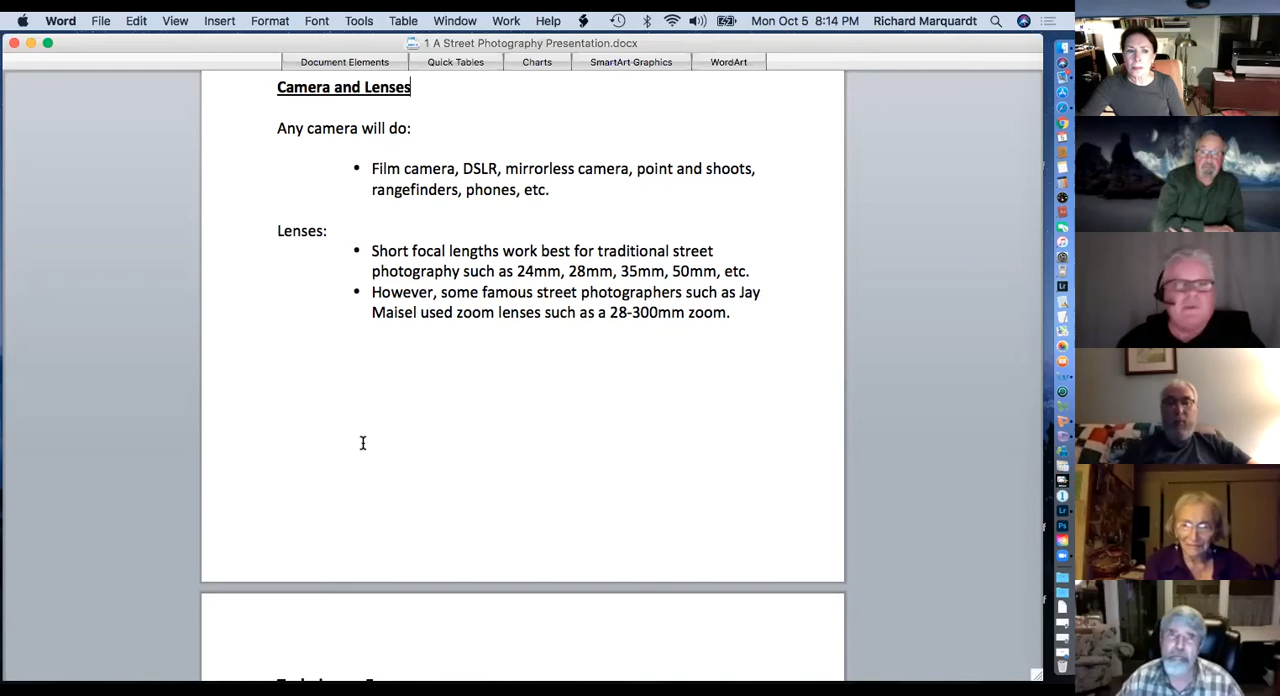 Word File Edit View Insert Format Font Tools Table Window Work Help Mon Oct 5 8:14 PM Richard Marquardt
1 A Street Photography Presentation.docx
Document Elements Quick Tables Charts SmartArt Graphics WordArt
Camera and Lenses
Any camera will do:
• Film camera, DSLR, mirrorless camera, point and shoots,
rangefinders, phones, etc.
Lenses:
• Short focal lengths work best for traditional street
photography such as 24mm, 28mm, 35mm, 50mm, etc.
• However, some famous street photographers such as Jay
Maisel used zoom lenses such as a 28-300mm zoom.